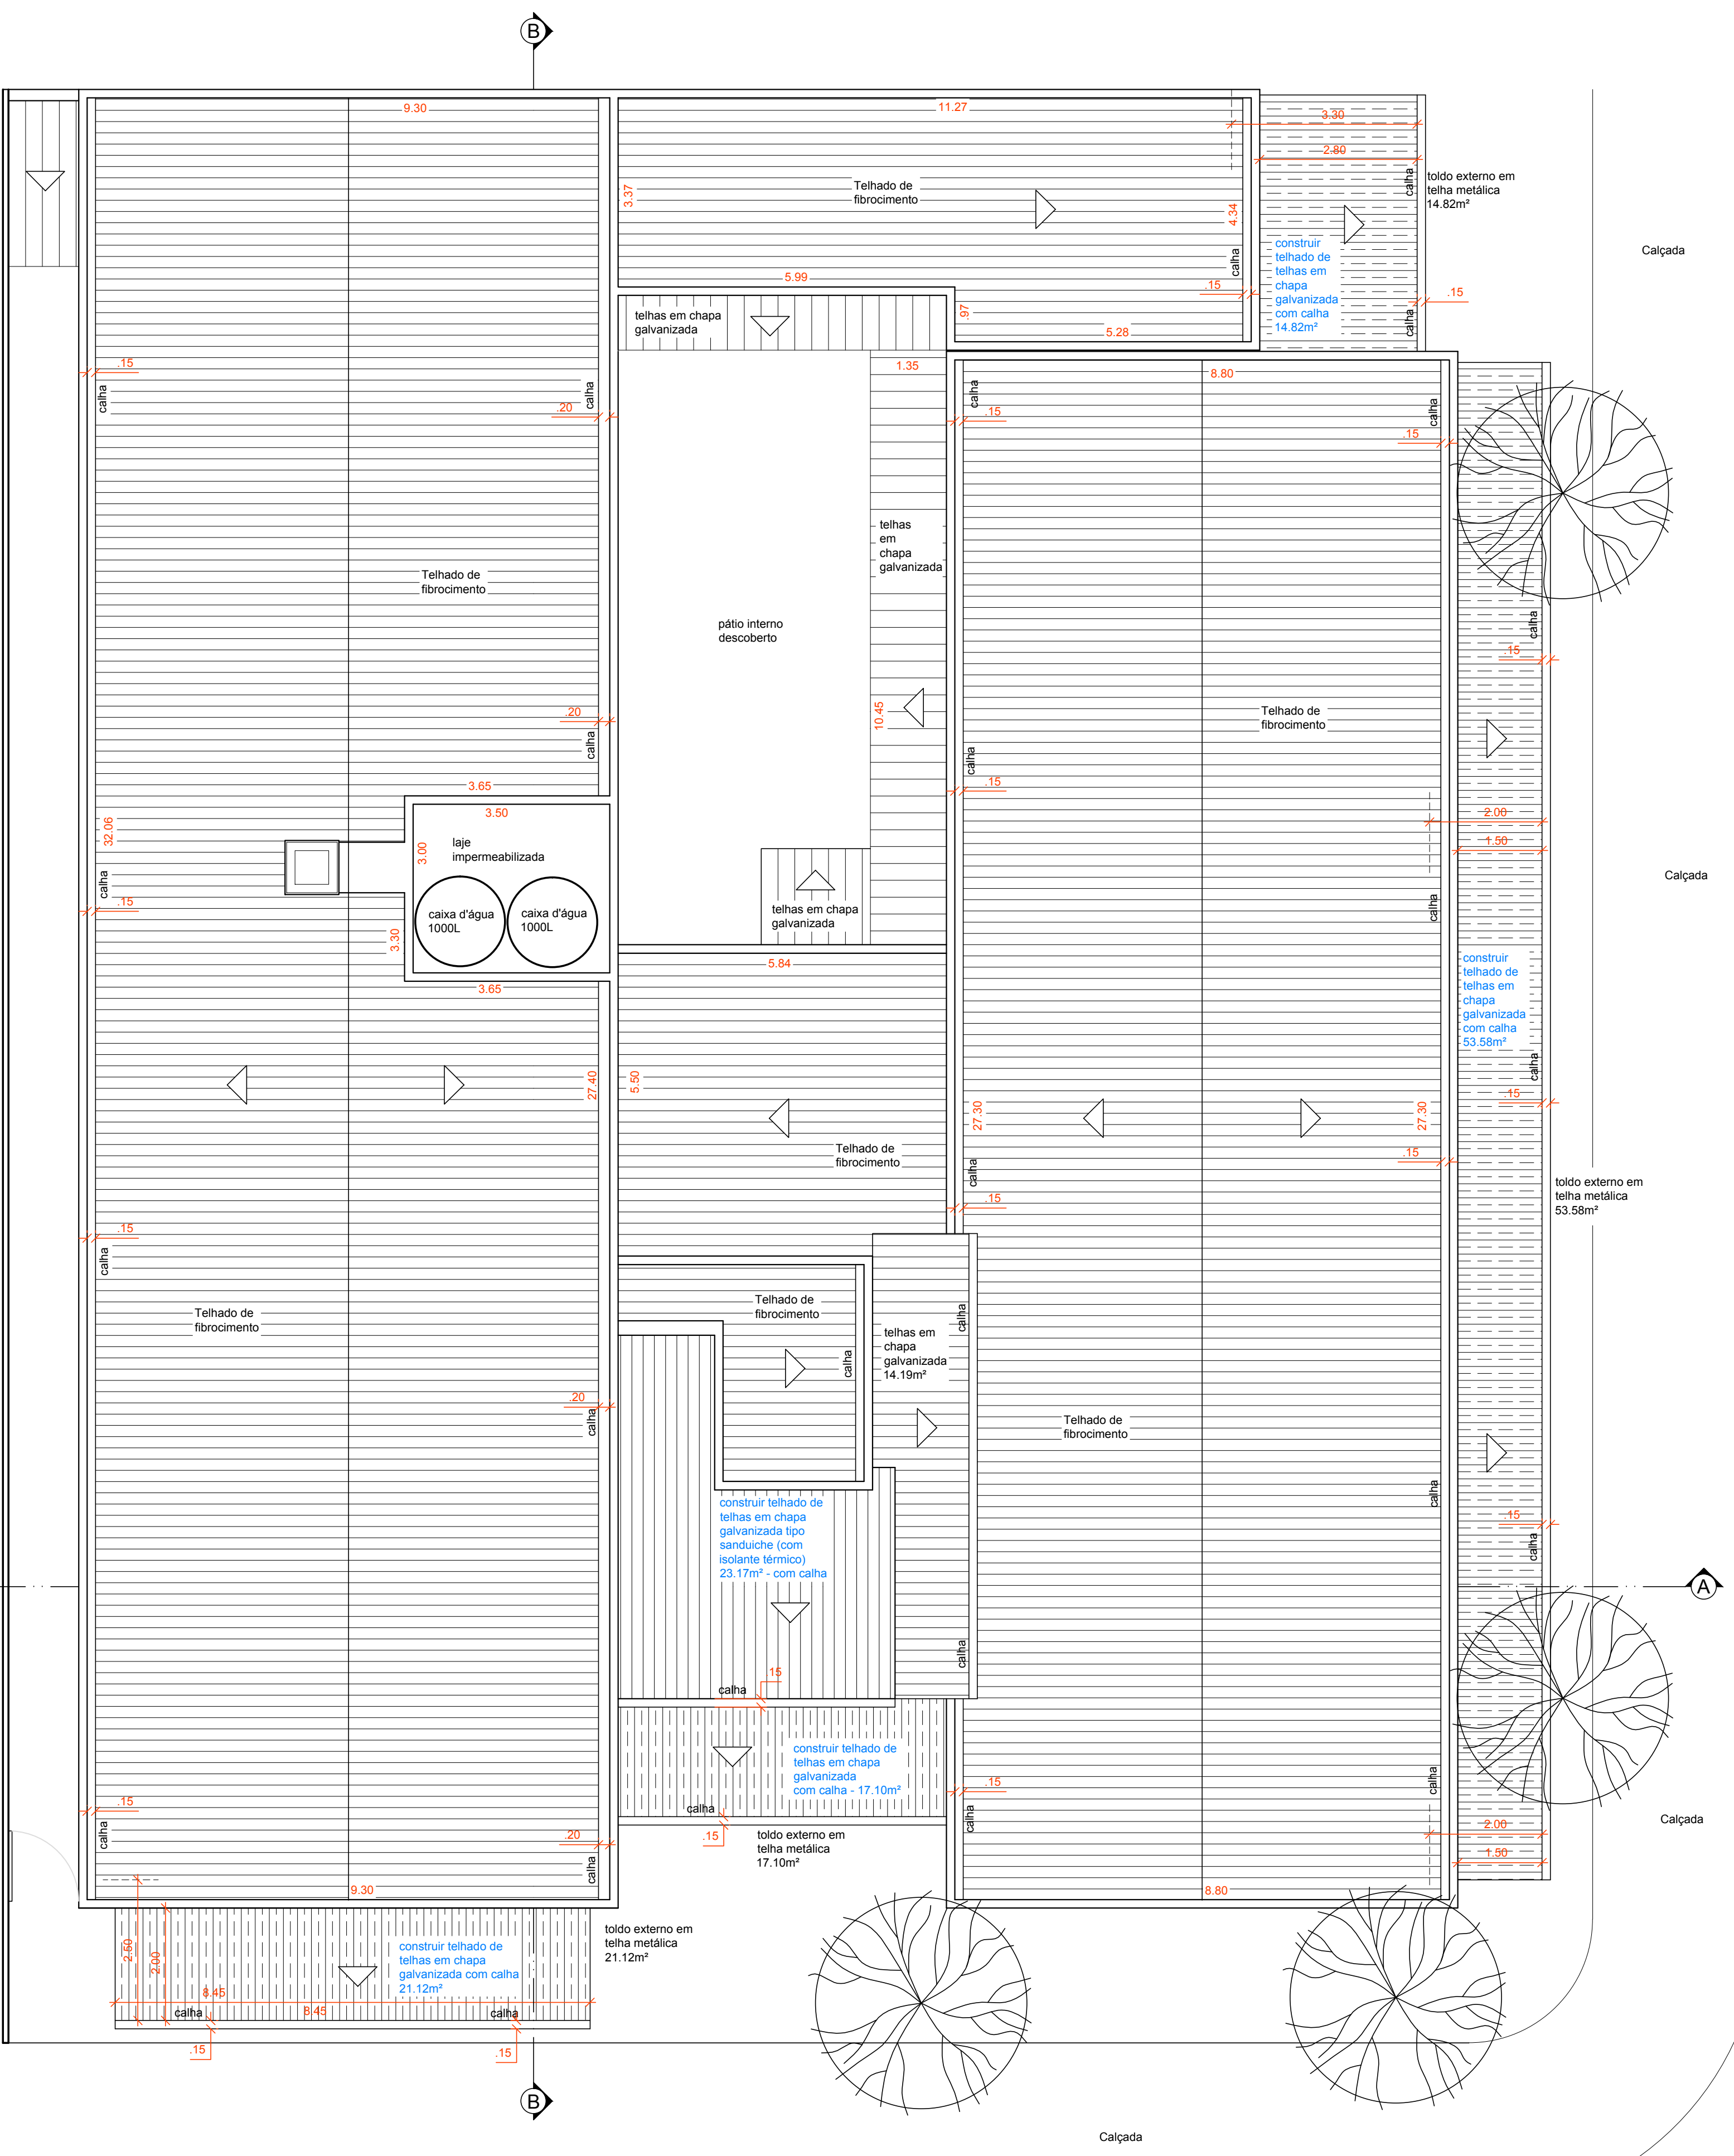 B
9.30
11.27
3.30
2.80
calha
toldo externo em
telha metálica
14.82m²
Telhado de
fibrocimento
3.37
4.34
calha
Calçada
construir
telhado de
telhas em
chapa
galvanizada
com calha
14.82m²
5.99
.15
.15
telhas em chapa
galvanizada
.97
5.28
calha
.15
1.35
8.80
calha
calha
.20
calha
.15
calha
.15
telhas
em
chapa
galvanizada
Telhado de
fibrocimento
pátio interno
descoberto
calha
.15
.20
calha
10.45
Telhado de
fibrocimento
calha
.15
3.65
3.50
2.00
1.50
32.06
3.00
laje
impermeabilizada
calha
.15
caixa d'água
1000L
caixa d'água
1000L
telhas em chapa
galvanizada
calha
Calçada
3.30
3.65
5.84
construir
telhado de
telhas em
chapa
galvanizada
com calha
53.58m²
27.40
5.50
27.30
27.30
calha
.15
Telhado de
fibrocimento
.15
calha
.15
toldo externo em
telha metálica
53.58m²
.15
calha
Telhado de
fibrocimento
Telhado de
fibrocimento
calha
telhas em
chapa
galvanizada
14.19m²
calha
.20
calha
Telhado de
fibrocimento
calha
construir telhado de
telhas em chapa
galvanizada tipo
sanduiche (com
isolante térmico)
23.17m² - com calha
.15
calha
A
calha
.15
calha
construir telhado de
telhas em chapa
galvanizada
com calha - 17.10m²
.15
calha
calha
.15
calha
.15
calha
.20
calha
.15
toldo externo em
telha metálica
17.10m²
2.00
1.50
Calçada
9.30
8.80
2.50
2.00
construir telhado de
telhas em chapa
galvanizada com calha
21.12m²
toldo externo em
telha metálica
21.12m²
8.45
8.45
calha
calha
.15
.15
B
Calçada